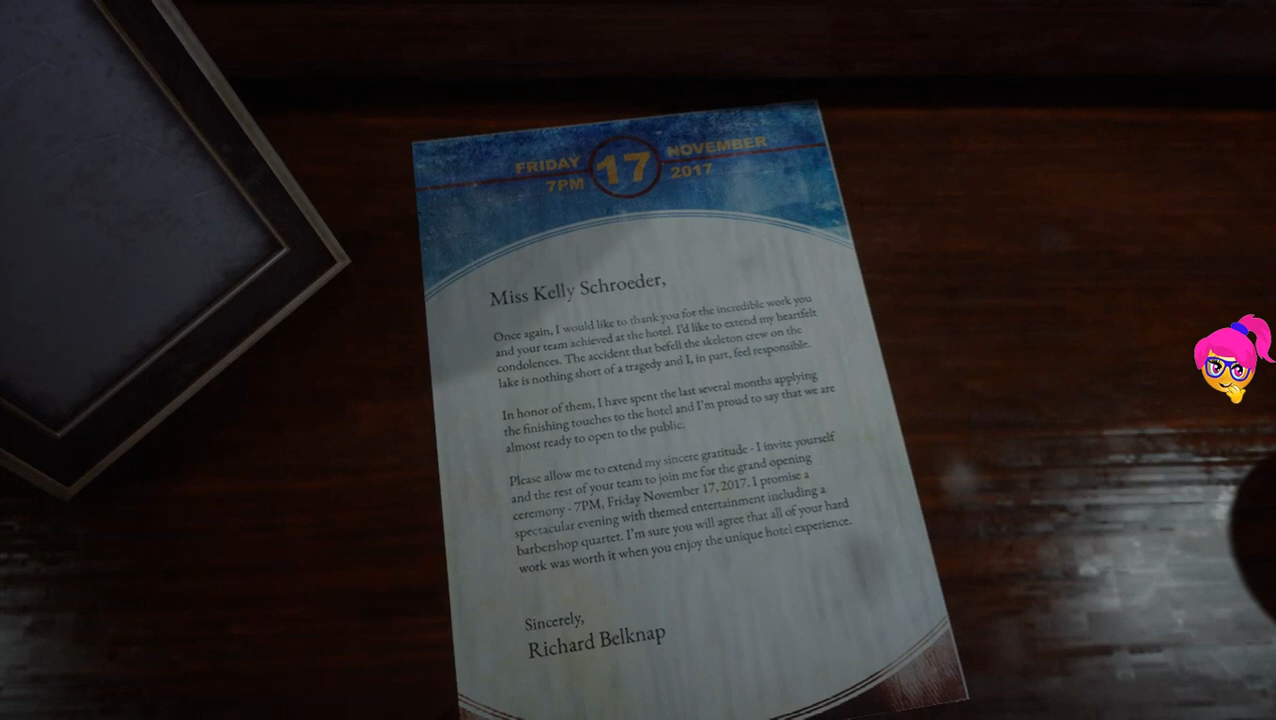 FRIDAY 17 NOVEMBER
7PM 2017
Miss Kelly Schroeder,
Once again, I would like to thank you for the incredible work you
and your team achieved at the hotel. I'd like to extend my heartfelt
condolences. The accident that befell the skeleton crew on the
lake is nothing short of a tragedy and I, in part, feel responsible.
In honor of them, I have spent the last several months applying
the finishing touches to the hotel and I'm proud to say that we are
almost ready to open to the public.
Please allow me to extend my sincere gratitude - I invite yourself
and the rest of your team to join me for the grand opening
ceremony - 7PM, Friday November 17, 2017. I promise a
spectacular evening with themed entertainment including a
barbershop quartet. I'm sure you will agree that all of your hard
work was worth it when you enjoy the unique hotel experience.
Sincerely,
Richard Belknap